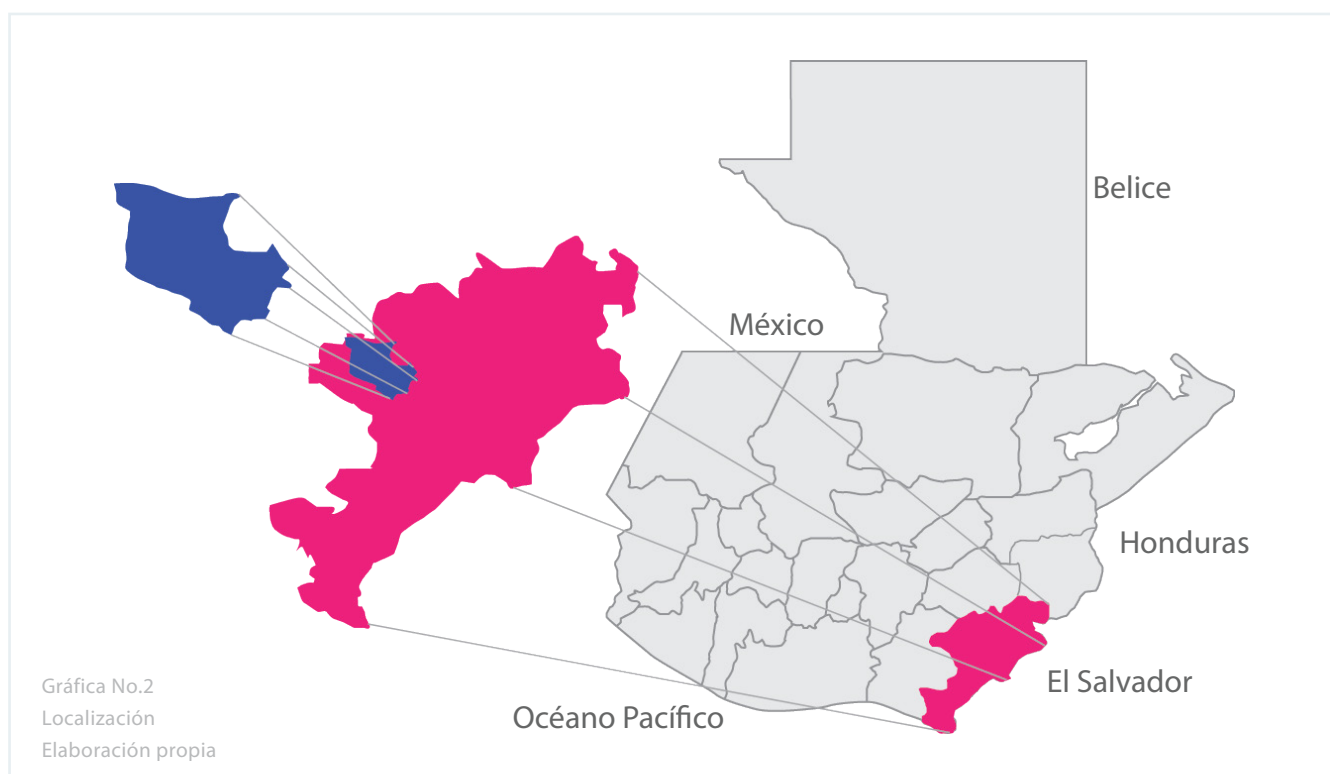 Belice
México
Honduras
El Salvador
Océano Pacífico
Gráfica No.2
Localización
Elaboración propia